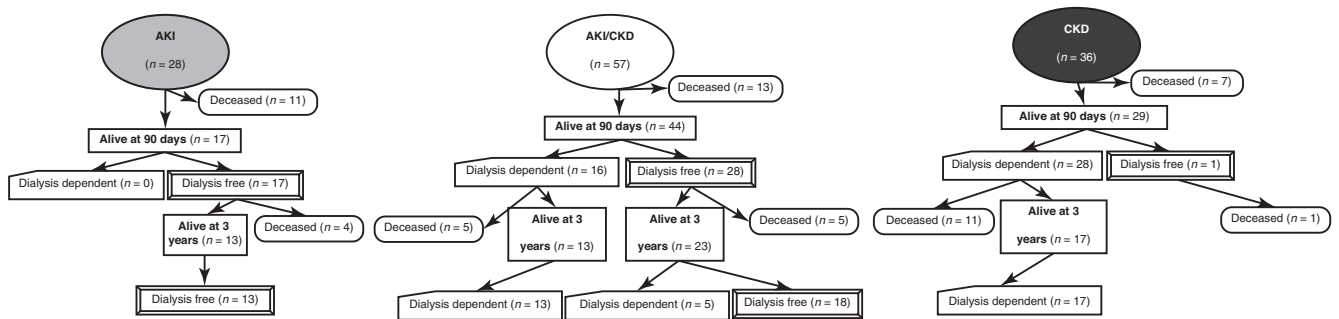 AKI
(n = 28)
Deceased (n = 11)
Alive at 90 days (n = 17)
Dialysis dependent (n = 0)
Dialysis free (n = 17)
Alive at 3
years (n = 13)
Deceased (n = 4)
Dialysis free (n = 13)
AKI/CKD
(n = 57)
Deceased (n = 13)
Alive at 90 days (n = 44)
Dialysis dependent (n = 16)
Dialysis free (n = 28)
Deceased (n = 5)
Alive at 3
years (n = 13)
Alive at 3
years (n = 23)
Deceased (n = 5)
Dialysis dependent (n = 13)
Dialysis dependent (n = 5)
Dialysis free (n = 18)
CKD
(n = 36)
Deceased (n = 7)
Alive at 90 days (n = 29)
Dialysis dependent (n = 28)
Dialysis free (n = 1)
Deceased (n = 11)
Alive at 3
years (n = 17)
Deceased (n = 1)
Dialysis dependent (n = 17)